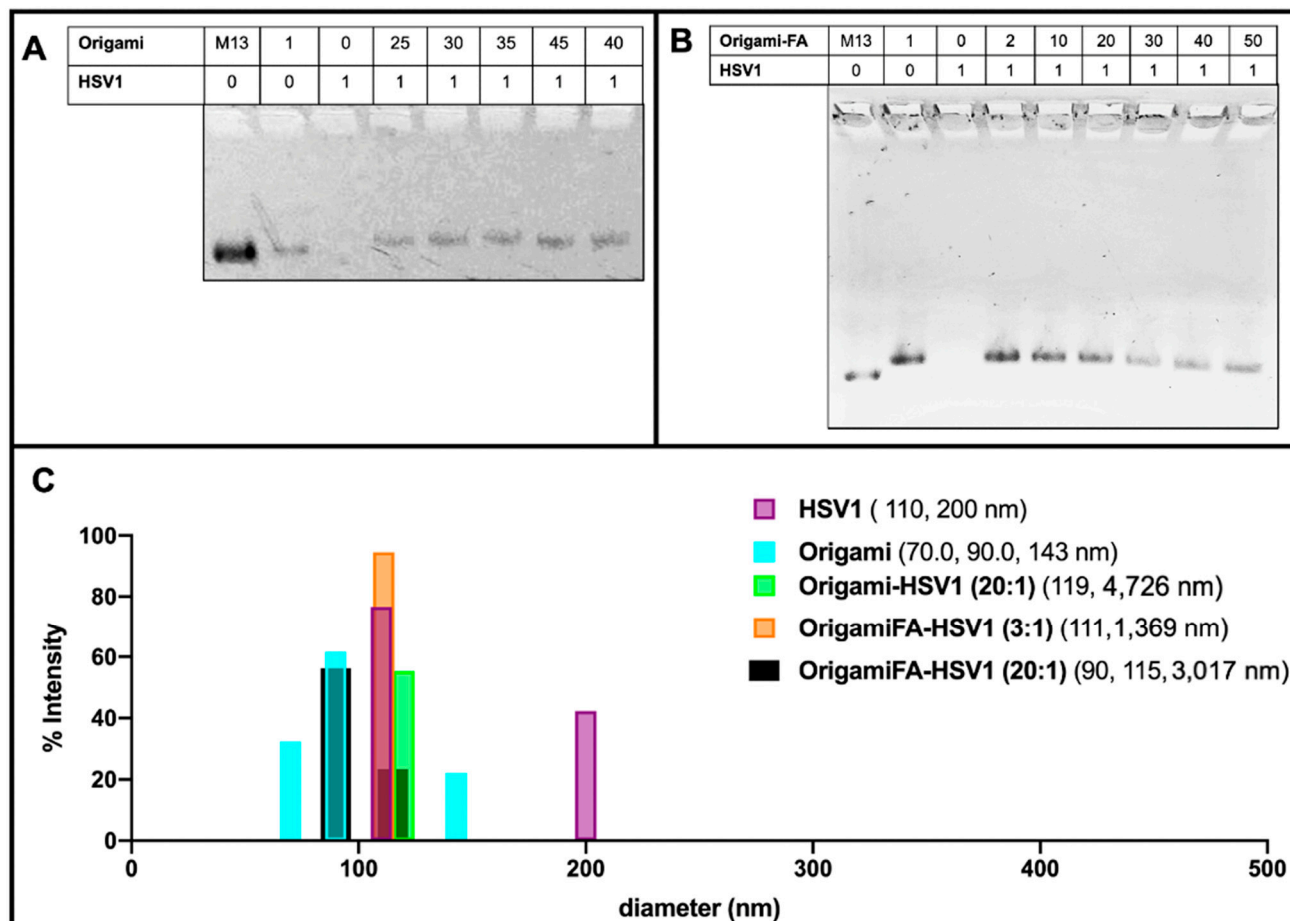 A
Origami M13 1 0 25 30 35 45 40
HSV1 0 0 1 1 1 1 1 1
B
Origami-FA M13 1 0 2 10 20 30 40 50
HSV1 0 0 1 1 1 1 1 1 1
C
HSV1 ( 110, 200 nm)
Origami (70.0, 90.0, 143 nm)
Origami-HSV1 (20:1) (119, 4,726 nm)
OrigamiFA-HSV1 (3:1) (111,1,369 nm)
OrigamiFA-HSV1 (20:1) (90, 115, 3,017 nm)
% Intensity
100
80
60
40
20
0
0 100 200 300 400 500
diameter (nm)